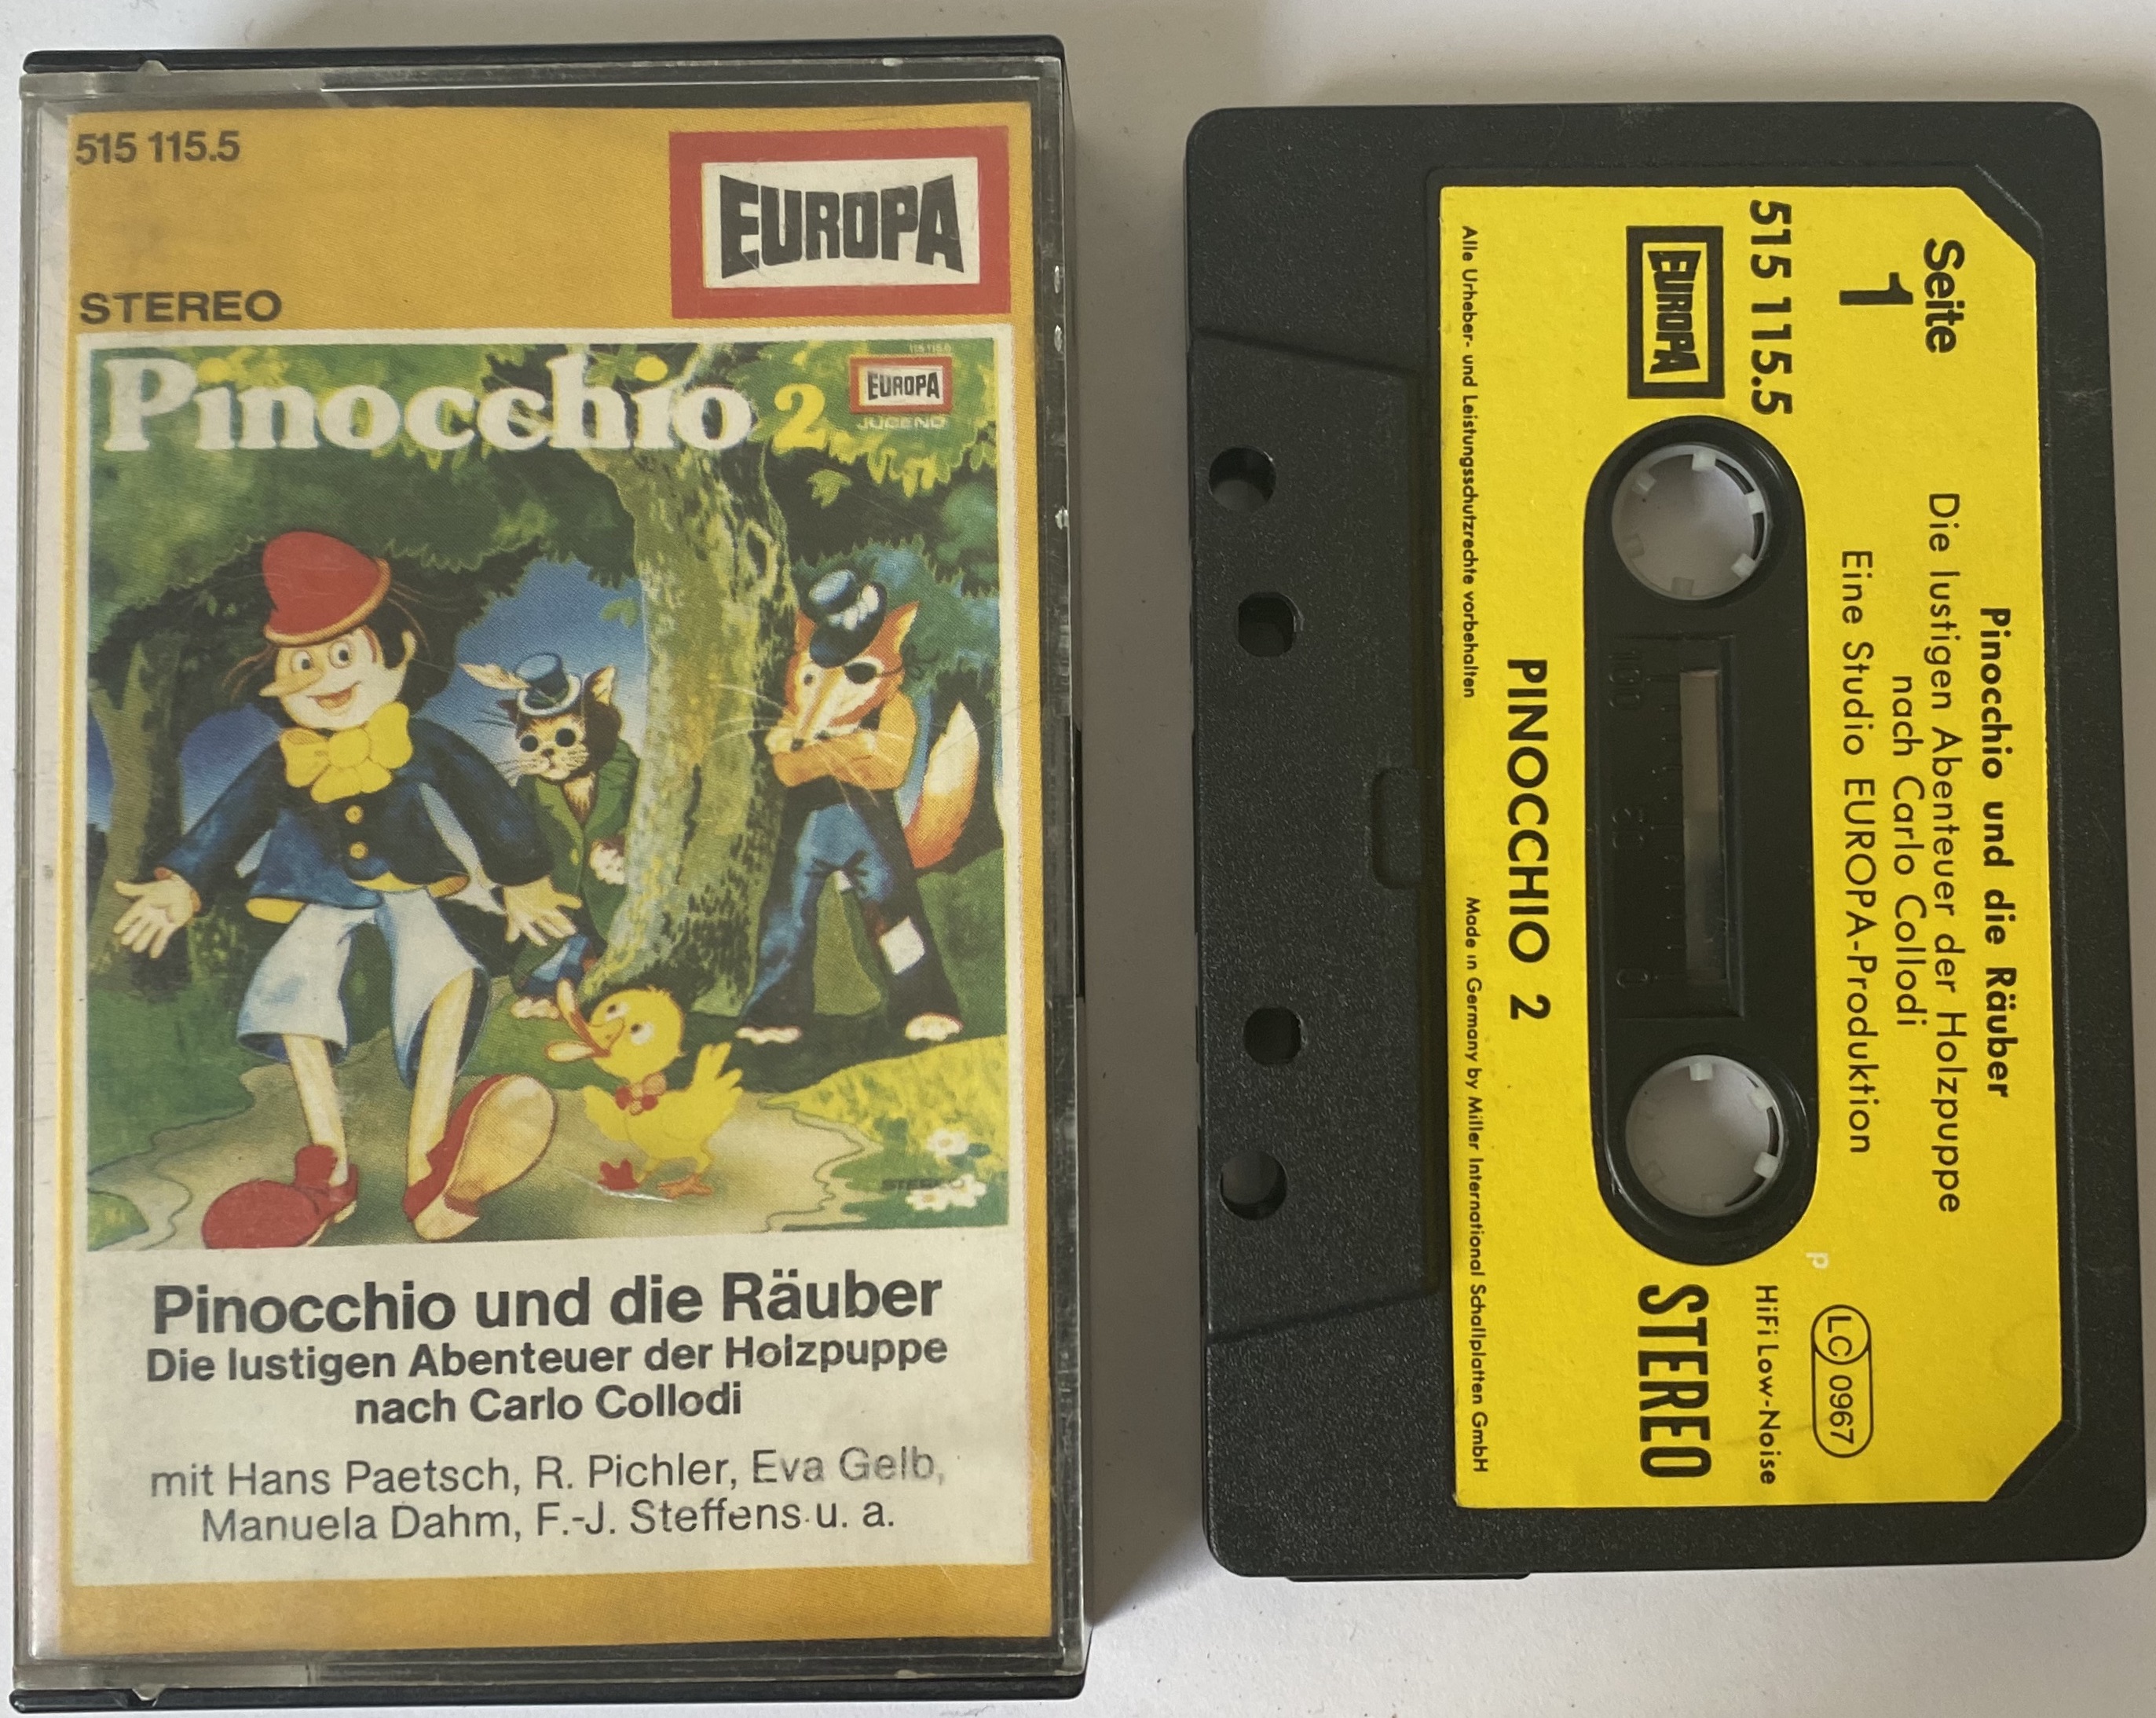 515 115.5
EUROPA
STEREO
Pinocchio 2
EUROPA
JUGEND
Pinocchio und die Räuber
Die lustigen Abenteuer der Holzpuppe
nach Carlo Collodi
mit Hans Paetsch, R. Pichler, Eva Gelb,
Manuela Dahm, F.-J. Steffens u. a.
Seite
1
515 115.5
EUROPA
Pinocchio und die Räuber
Die lustigen Abenteuer der Holzpuppe
nach Carlo Collodi
Eine Studio EUROPA-Produktion
P
LC 0967
HiFi Low-Noise
STEREO
100
50
0
PINOCCHIO 2
Alle Urheber- und Leistungsschutzrechte vorbehalten
Made in Germany by Miller International Schallplatten GmbH